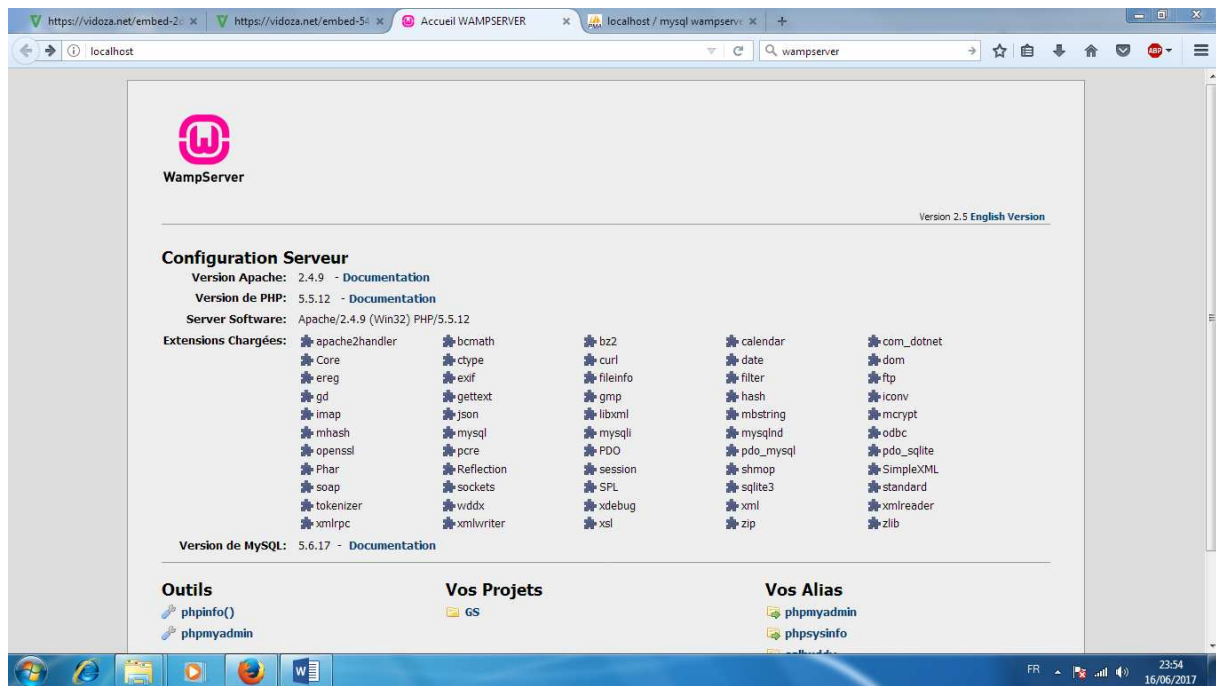 https://vidoza.net/embed-2
https://vidoza.net/embed-54
Accueil WAMPSERVER
localhost / mysql wampserve
localhost
wampserver
ABP
WampServer
Version 2.5 English Version
Configuration Serveur
Version Apache: 2.4.9 - Documentation
Version de PHP: 5.5.12 - Documentation
Server Software: Apache/2.4.9 (Win32) PHP/5.5.12
Extensions Chargées: apache2handler bcmath bz2 calendar com_dotnet
Core ctype curl date dom
ereg exif fileinfo filter ftp
gd gettext gmp hash iconv
imap json libxml mbstring mcrypt
mhash mysql mysqli mysqlnd odbc
openssl pcre PDO pdo_mysql pdo_sqlite
Phar Reflection session shmop SimpleXML
soap sockets SPL sqlite3 standard
tokenizer wddx xdebug xml xmlreader
xmlrpc xmlwriter xsl zip zlib
Version de MySQL: 5.6.17 - Documentation
Outils Vos Projets Vos Alias
phpinfo() GS phpmyadmin
phpmyadmin phpsysinfo
FR 23:54
16/06/2017